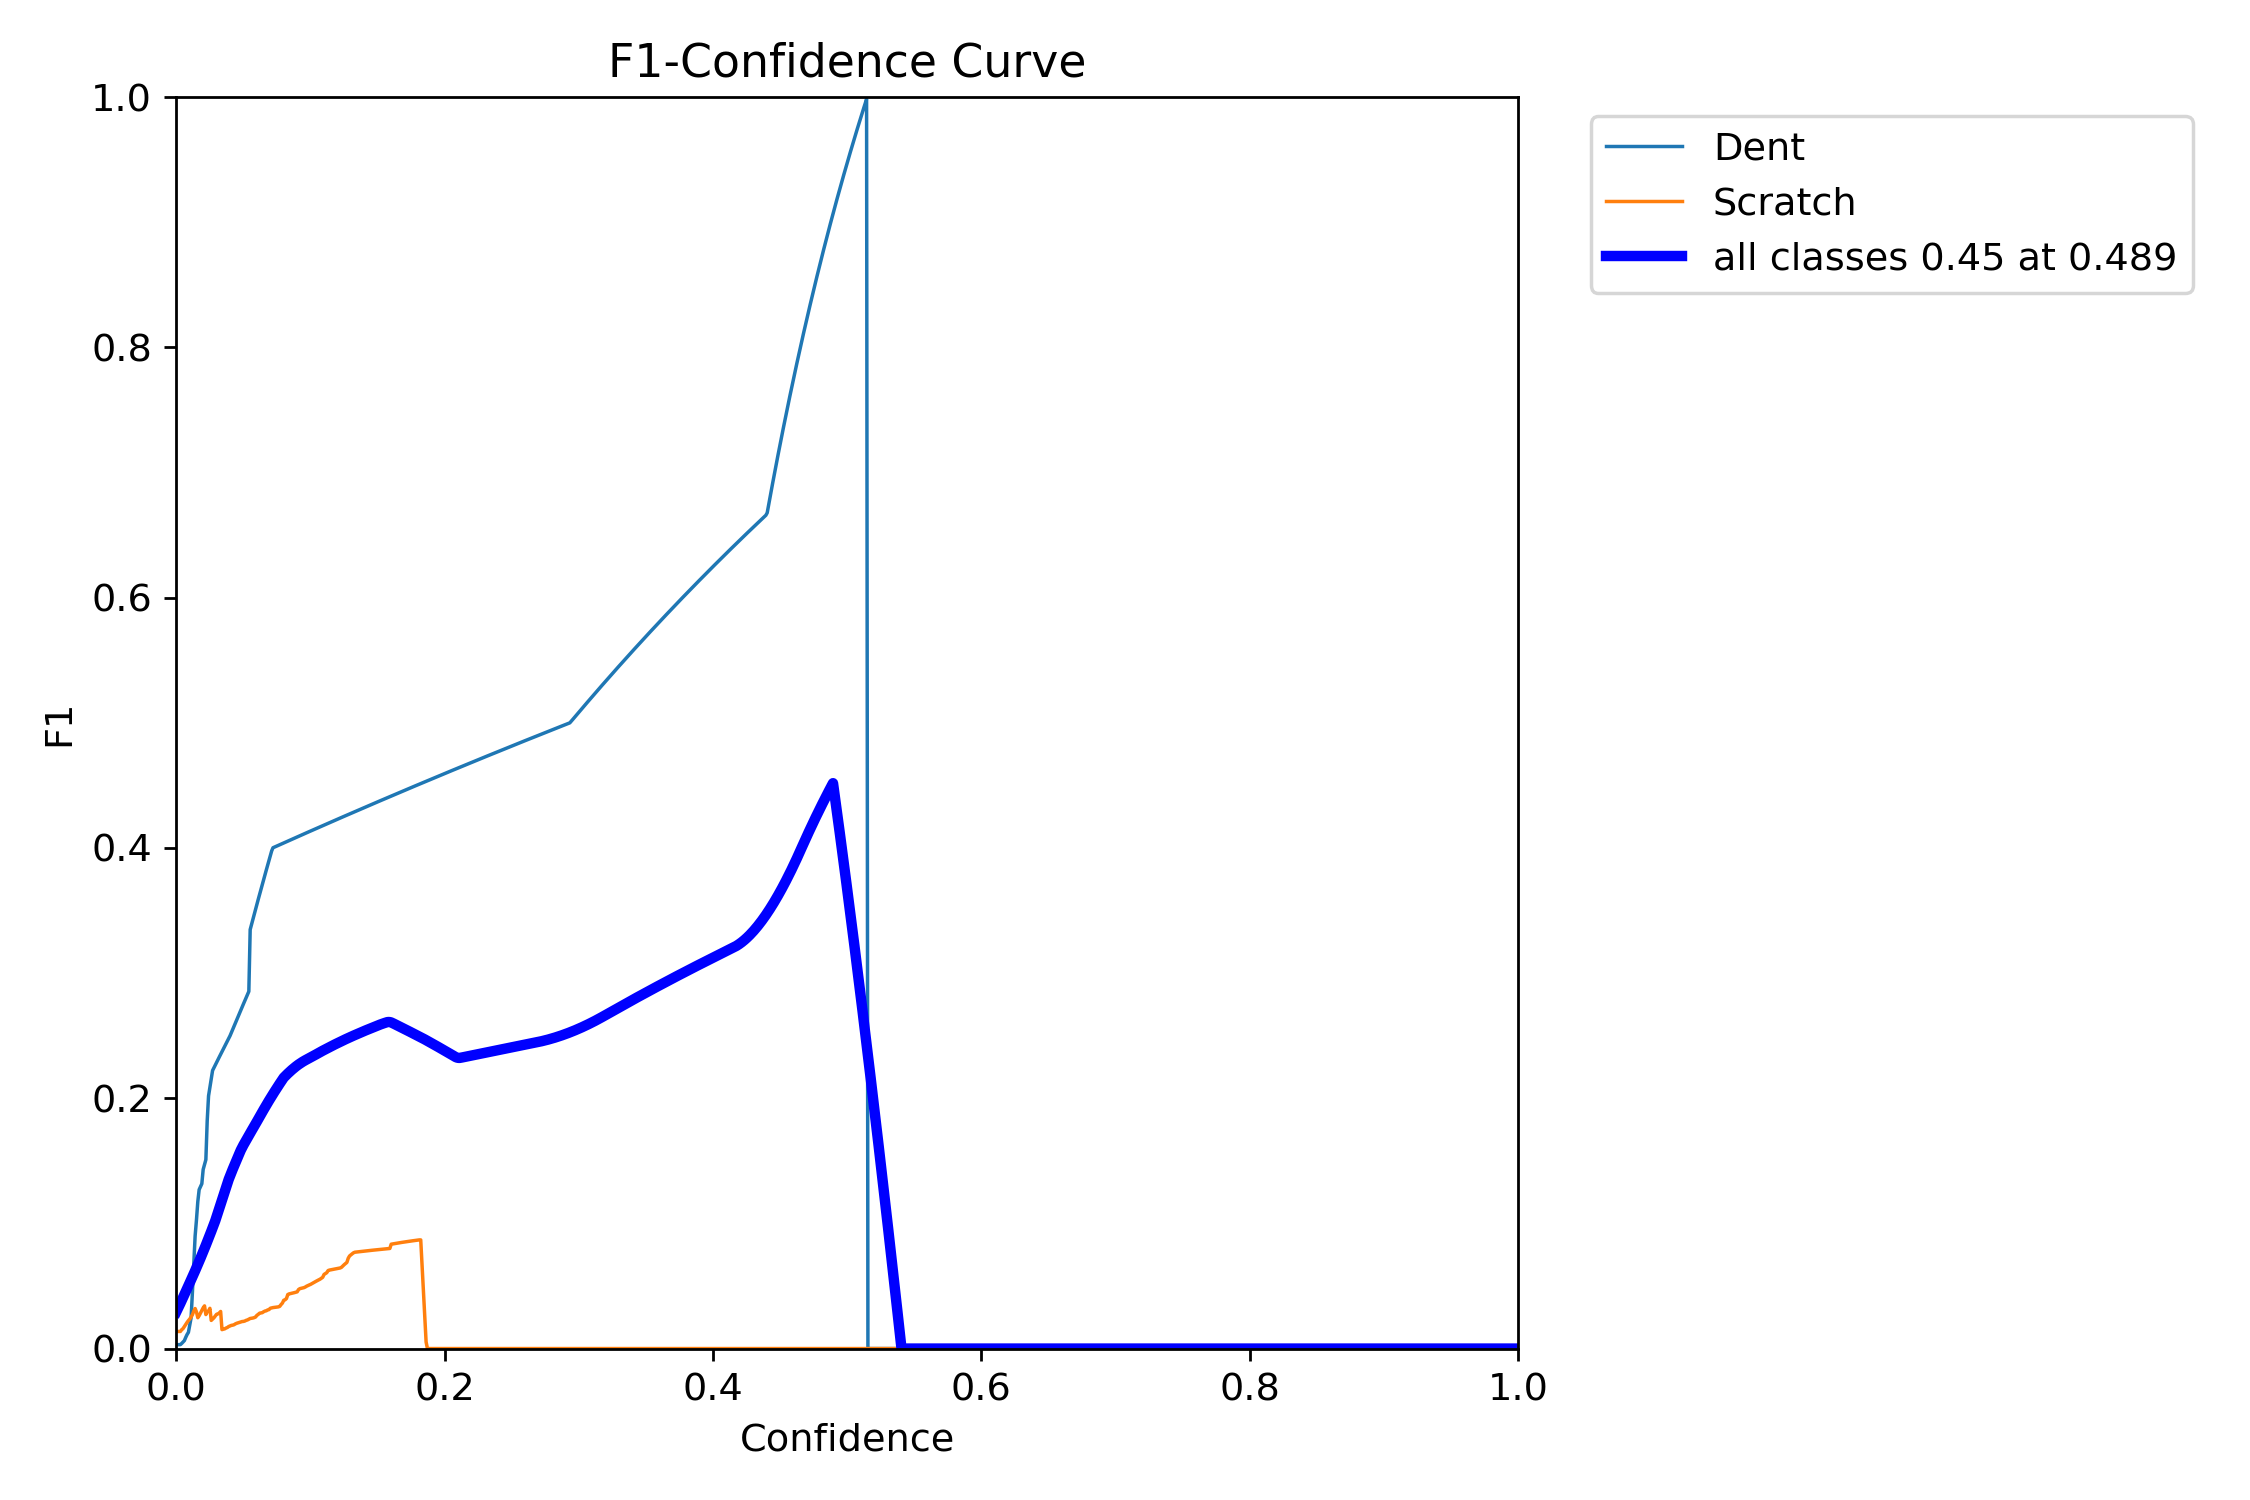 F1-Confidence Curve
1.0
0.8
0.6
0.4
0.2
0.0
F1
0.0 0.2 0.4 0.6 0.8 1.0
Confidence
Dent
Scratch
all classes 0.45 at 0.489